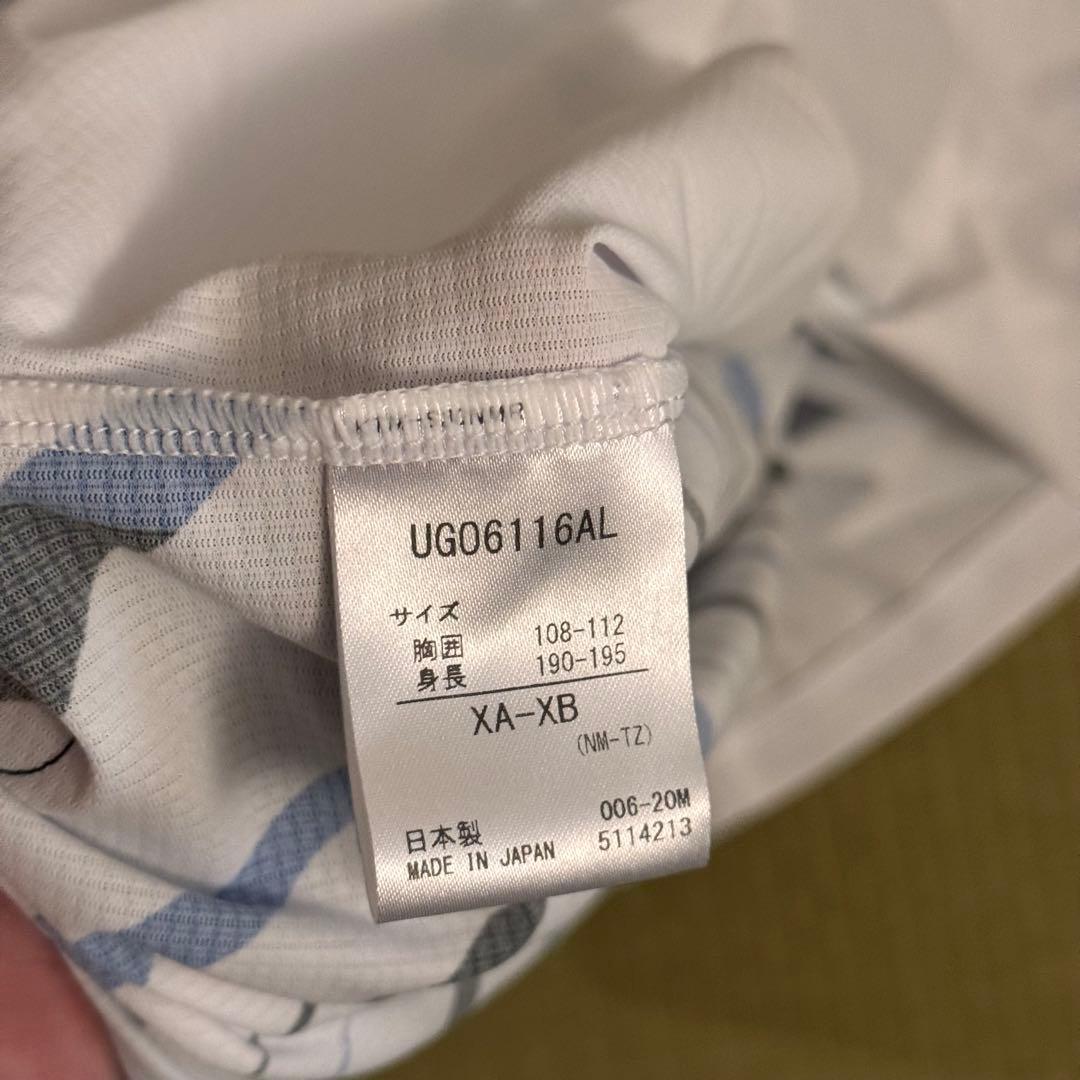 UGO6116AL
サイズ
胸囲 108-112
身長 190-195
XA-XB
(NM-TZ)
006-20M
日本製 5114213
MADE IN JAPAN